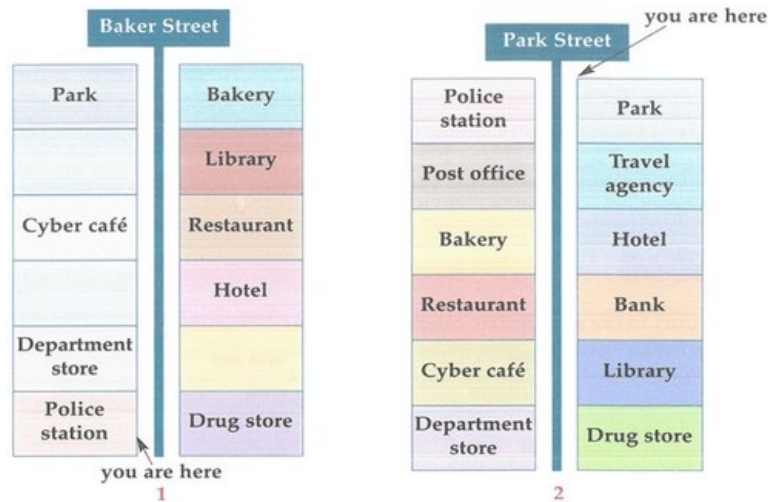 Baker Street
Park
Bakery
Library
Cyber café
Restaurant
Hotel
Department
store
Police
station
Drug store
you are here
1
you are here
Park Street
Police
station
Park
Post office
Travel
agency
Bakery
Hotel
Restaurant
Bank
Cyber café
Library
Department
store
Drug store
2